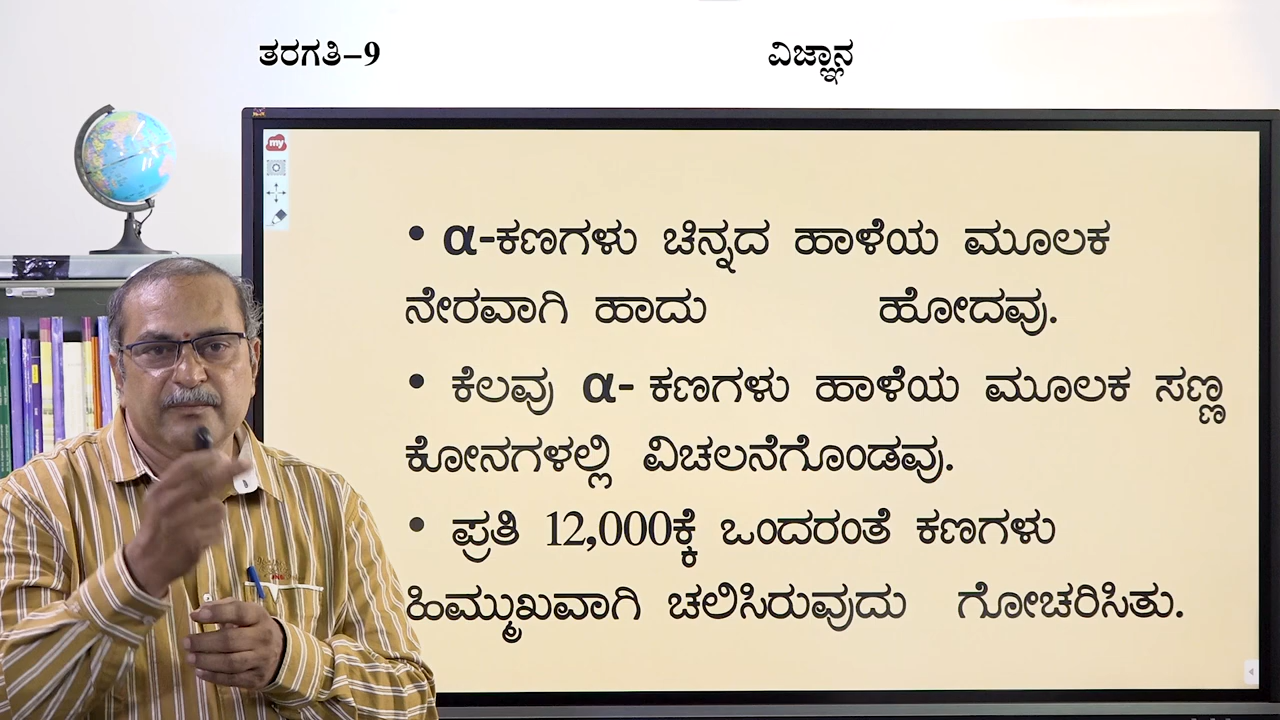 ತರಗತಿ–9 ವಿಜ್ಞಾನ
my
• α-ಕಣಗಳು ಚಿನ್ನದ ಹಾಳೆಯ ಮೂಲಕ
ನೇರವಾಗಿ ಹಾದು ಹೋದವು.
• ಕೆಲವು α- ಕಣಗಳು ಹಾಳೆಯ ಮೂಲಕ ಸಣ್ಣ
ಕೋನಗಳಲ್ಲಿ ವಿಚಲನೆಗೊಂಡವು.
• ಪ್ರತಿ 12,000ಕ್ಕೆ ಒಂದರಂತೆ ಕಣಗಳು
ಹಿಮ್ಮುಖವಾಗಿ ಚಲಿಸಿರುವುದು ಗೋಚರಿಸಿತು.